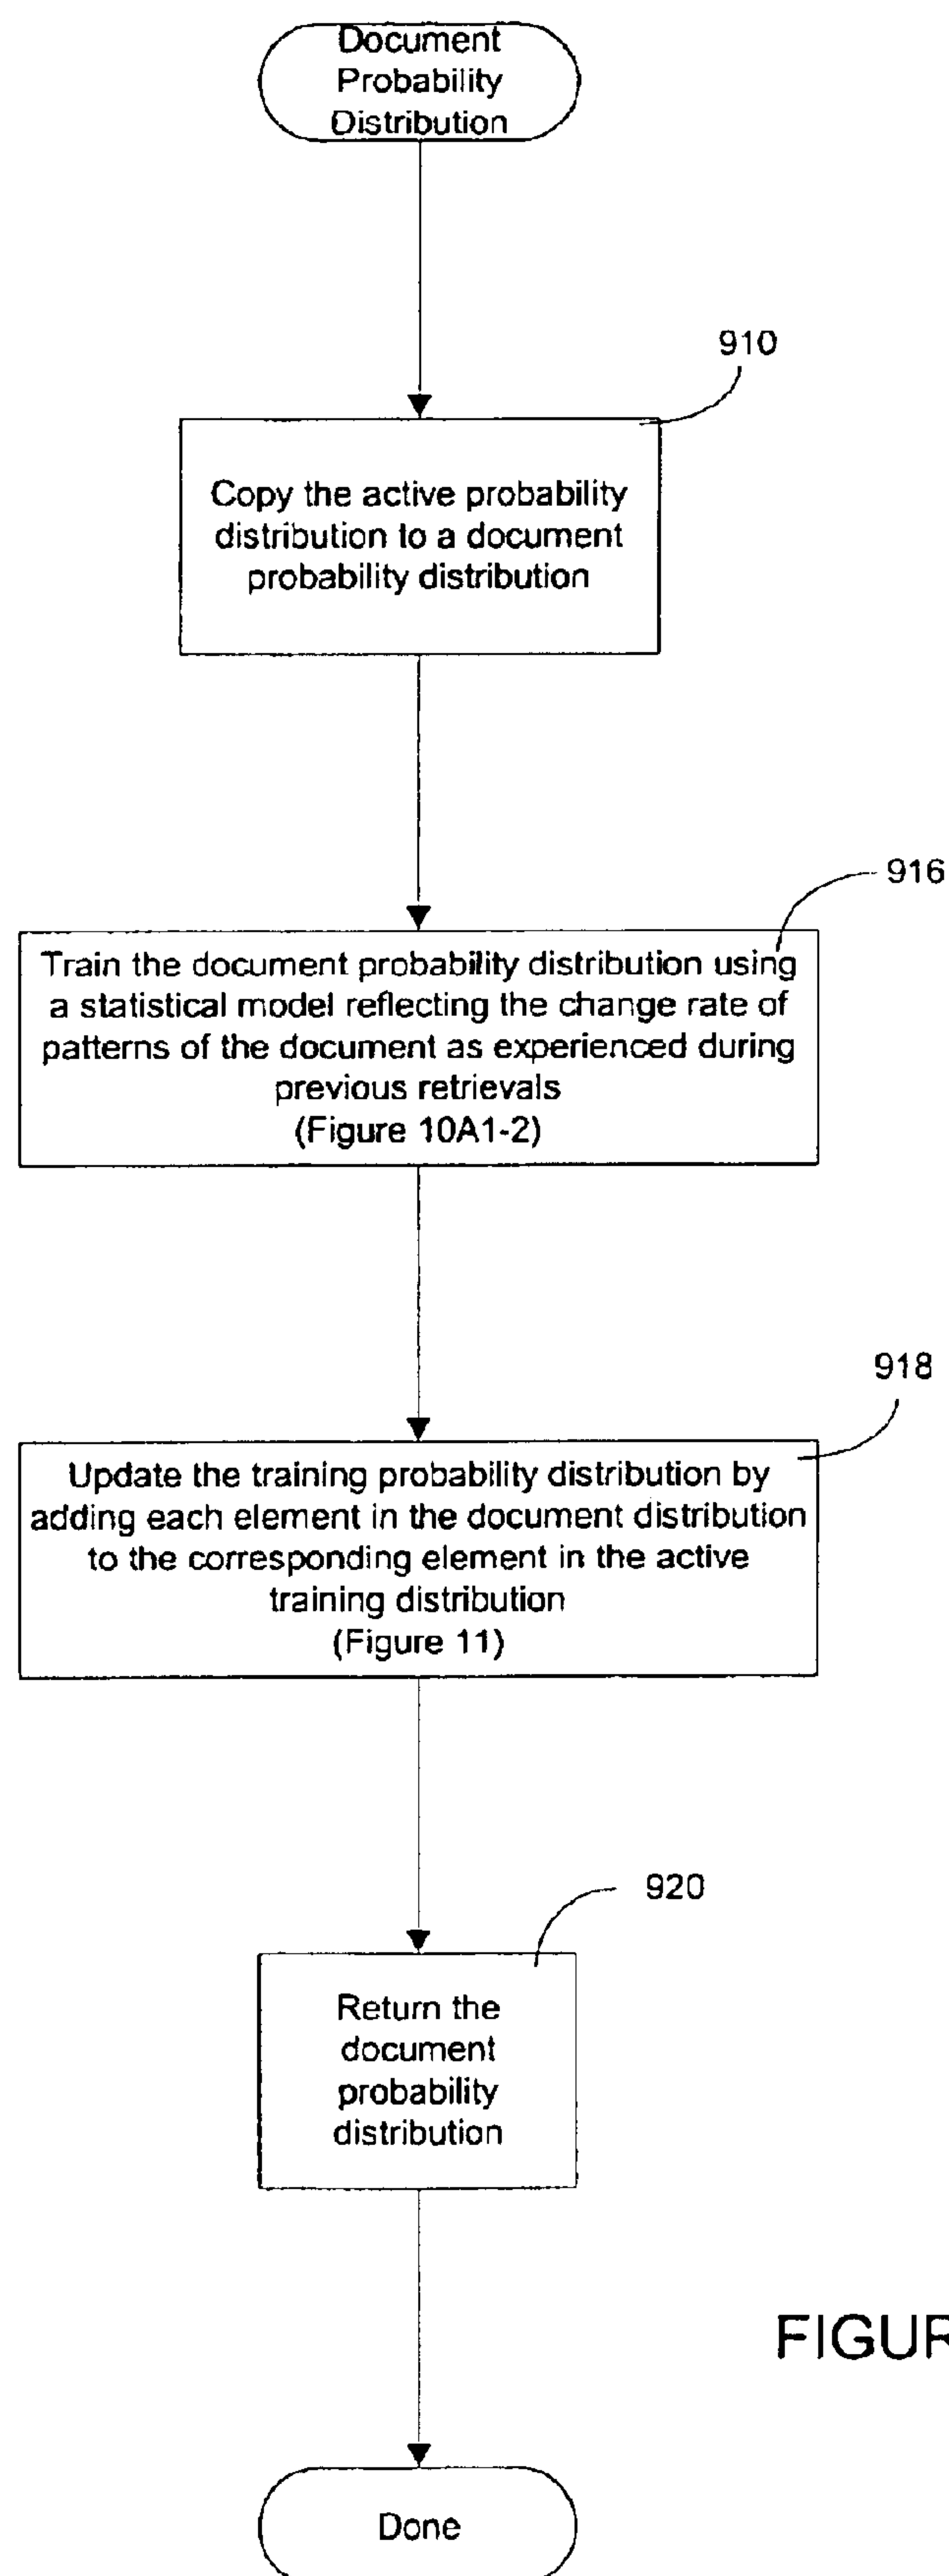 Document
Probability
Distribution
910
Copy the active probability
distribution to a document
probability distribution
916
Train the document probability distribution using
a statistical model reflecting the change rate of
patterns of the document as experienced during
previous retrievals
(Figure 10A1-2)
918
Update the training probability distribution by
adding each element in the document distribution
to the corresponding element in the active
training distribution
(Figure 11)
920
Return the
document
probability
distribution
FIGUR
Done